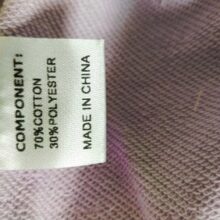 COMPONENT:
70%COTTON
30%POLYESTER
MADE IN CHINA